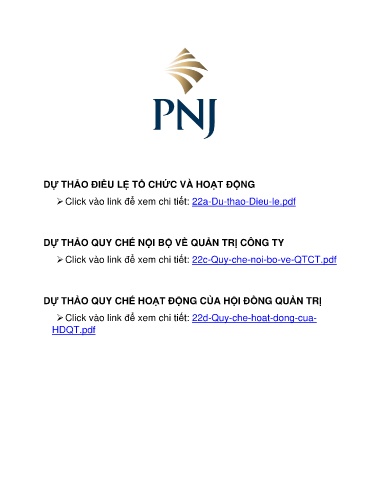 PNJ
DỰ THẢO ĐIỀU LỆ TỔ CHỨC VÀ HOẠT ĐỘNG
➢ Click vào link để xem chi tiết: 22a-Du-thao-Dieu-le.pdf
DỰ THẢO QUY CHẾ NỘI BỘ VỀ QUẢN TRỊ CÔNG TY
➢ Click vào link để xem chi tiết: 22c-Quy-che-noi-bo-ve-QTCT.pdf
DỰ THẢO QUY CHẾ HOẠT ĐỘNG CỦA HỘI ĐỒNG QUẢN TRỊ
➢ Click vào link để xem chi tiết: 22d-Quy-che-hoat-dong-cua-
HDQT.pdf